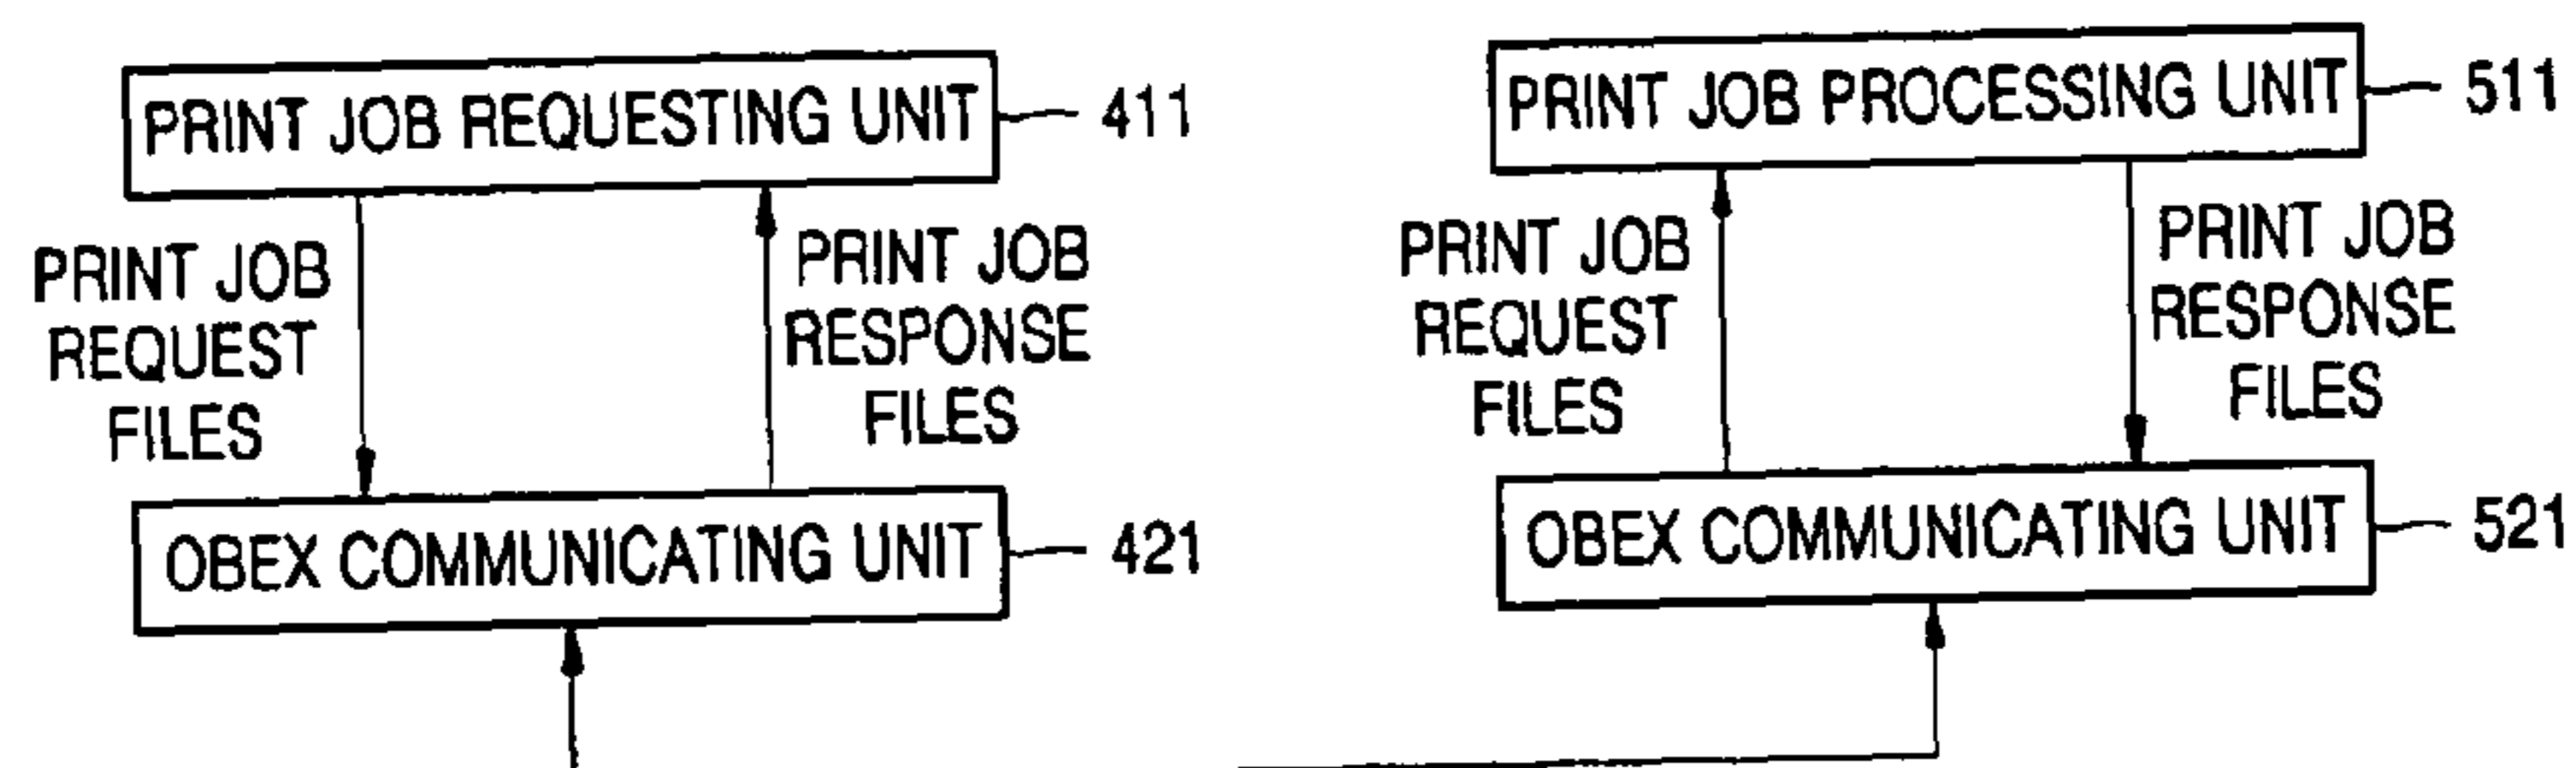 PRINT JOB REQUESTING UNIT
411
PRINT JOB
REQUEST
FILES
PRINT JOB
RESPONSE
FILES
OBEX COMMUNICATING UNIT
421
PRINT JOB PROCESSING UNIT
511
PRINT JOB
REQUEST
FILES
PRINT JOB
RESPONSE
FILES
OBEX COMMUNICATING UNIT
521